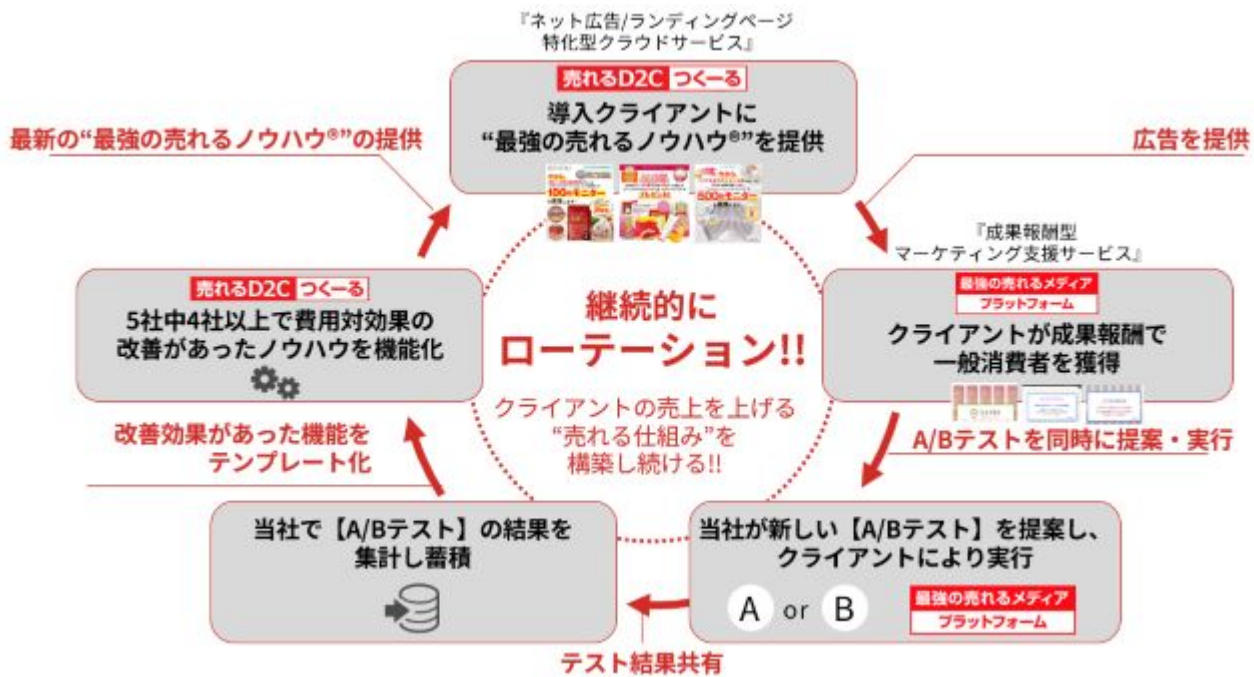 『ネット広告/ランディングページ
特化型クラウドサービス』
売れるD2C つくーる
導入クライアントに
“最強の売れるノウハウ®”を提供
100円モニター
500円モニター
広告を提供
『成果報酬型
マーケティング支援サービス』
最強の売れるメディア
プラットフォーム
クライアントが成果報酬で
一般消費者を獲得
A/Bテストを同時に提案・実行
当社が新しい【A/Bテスト】を提案し、
クライアントにより実行
A or B
最強の売れるメディア
プラットフォーム
テスト結果共有
当社で【A/Bテスト】の結果を
集計し蓄積
改善効果があった機能を
テンプレート化
売れるD2C つくーる
5社中4社以上で費用対効果の
改善があったノウハウを機能化
最新の“最強の売れるノウハウ®”の提供
継続的に
ローテーション!!
クライアントの売上を上げる
“売れる仕組み”を
構築し続ける!!